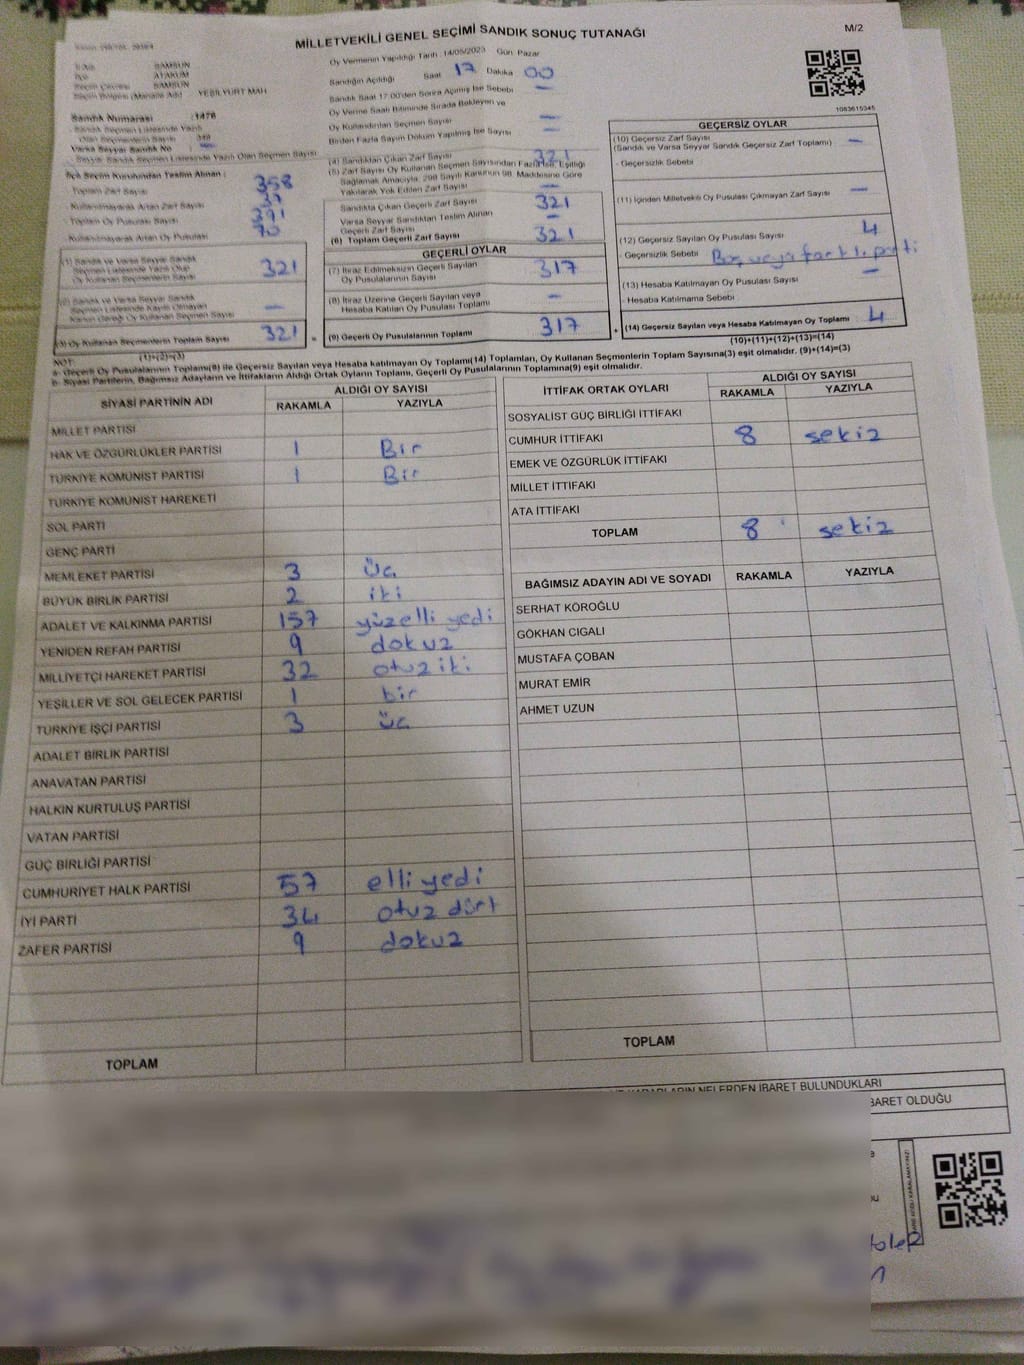 MİLLETVEKİLİ GENEL SEÇİMİ SANDIK SONUÇ TUTANAĞI
M/2
SAMSUN
ATAKUM
SAMSUN
YEŞİLYURT MAH
Sandık Numarası : 1476
Oy Vermenin Yapıldığı Tarih : 14/05/2023 Gün Pazar
Sandığın Açıldığı Saat 17 Dakika 00
Sandık Saat 17:00'den Sonra Açılmış İse Sebebi —
Oy Verme Saati Bitiminde Sırada Bekleyen ve
Oy Kullandırılan Seçmen Sayısı —
Birden Fazla Sayım Döküm Yapılmış İse Sayısı —
1083615345
Sandık Seçmen Listesinde Yazılı
Olan Seçmenlerin Sayısı : 349
Varsa Seyyar Sandık No —
Seyyar Sandık Seçmen Listesinde Yazılı Olan Seçmen Sayısı
İlçe Seçim Kurulundan Teslim Alınan :
- Toplam Zarf Sayısı 358
- Kullanılmayarak Artan Zarf Sayısı 37
- Toplam Oy Pusulası Sayısı 391
- Kullanılmayarak Artan Oy Pusulası 70
(1) Sandık ve Varsa Seyyar Sandık
Seçmen Listesinde Yazılı Olup
Oy Kullanan Seçmenlerin Sayısı 321
(2) Sandık ve Varsa Seyyar Sandık
Seçmen Listesinde Kayıtlı Olmayan
Kanun Gereği Oy Kullanan Seçmen Sayısı —
(3) Oy Kullanan Seçmenlerin Toplam Sayısı 321
(1)+(2)=(3)
(4) Sandıktan Çıkan Zarf Sayısı 321
(5) Zarf Sayısı Oy Kullanan Seçmen Sayısından Fazla İse, Eşitliği
Sağlamak Amacıyla, 298 Sayılı Kanunun 98. Maddesine Göre
Yakılarak Yok Edilen Zarf Sayısı —
Sandıkta Çıkan Geçerli Zarf Sayısı 321
Varsa Seyyar Sandıktan Teslim Alınan
Geçerli Zarf Sayısı —
(6) Toplam Geçerli Zarf Sayısı 321
GEÇERLİ OYLAR
(7) İtiraz Edilmeksizin Geçerli Sayılan
Oy Pusulalarının Sayısı 317
(8) İtiraz Üzerine Geçerli Sayılan veya
Hesaba Katılan Oy Pusulası Toplamı —
= (9) Geçerli Oy Pusulalarının Toplamı 317
GEÇERSİZ OYLAR
(10) Geçersiz Zarf Sayısı
(Sandık ve Varsa Seyyar Sandık Geçersiz Zarf Toplamı) —
- Geçersizlik Sebebi
(11) İçinden Milletvekili Oy Pusulası Çıkmayan Zarf Sayısı —
(12) Geçersiz Sayılan Oy Pusulası Sayısı 4
- Geçersizlik Sebebi Boş veya farklı parti
(13) Hesaba Katılmayan Oy Pusulası Sayısı —
- Hesaba Katılmama Sebebi
+ (14) Geçersiz Sayılan veya Hesaba Katılmayan Oy Toplamı 4
(10)+(11)+(12)+(13)=(14)
NOT:
a- Geçerli Oy Pusulalarının Toplamı(9) ile Geçersiz Sayılan veya Hesaba katılmayan Oy Toplamı(14) Toplamları, Oy Kullanan Seçmenlerin Toplam Sayısına(3) eşit olmalıdır. (9)+(14)=(3)
b- Siyasi Partilerin, Bağımsız Adayların ve İttifakların Aldığı Ortak Oyların Toplamı, Geçerli Oy Pusulalarının Toplamına(9) eşit olmalıdır.
SİYASİ PARTİNİN ADI ALDIĞI OY SAYISI
RAKAMLA YAZIYLA
MİLLET PARTİSİ
HAK VE ÖZGÜRLÜKLER PARTİSİ 1 Bir
TÜRKİYE KOMÜNİST PARTİSİ 1 Bir
TÜRKİYE KOMÜNİST HAREKETİ
SOL PARTİ
GENÇ PARTİ
MEMLEKET PARTİSİ 3 üç
BÜYÜK BİRLİK PARTİSİ 2 iki
ADALET VE KALKINMA PARTİSİ 157 yüzelli yedi
YENİDEN REFAH PARTİSİ 9 dokuz
MİLLİYETÇİ HAREKET PARTİSİ 32 otuz iki
YEŞİLLER VE SOL GELECEK PARTİSİ 1 bir
TÜRKİYE İŞÇİ PARTİSİ 3 üç
ADALET BİRLİK PARTİSİ
ANAVATAN PARTİSİ
HALKIN KURTULUŞ PARTİSİ
VATAN PARTİSİ
GÜÇ BİRLİĞİ PARTİSİ
CUMHURİYET HALK PARTİSİ 57 elli yedi
İYİ PARTİ 34 otuz dört
ZAFER PARTİSİ 9 dokuz
TOPLAM
İTTİFAK ORTAK OYLARI ALDIĞI OY SAYISI
RAKAMLA YAZIYLA
SOSYALİST GÜÇ BİRLİĞİ İTTİFAKI
CUMHUR İTTİFAKI 8 sekiz
EMEK VE ÖZGÜRLÜK İTTİFAKI
MİLLET İTTİFAKI
ATA İTTİFAKI
TOPLAM 8 sekiz
BAĞIMSIZ ADAYIN ADI VE SOYADI RAKAMLA YAZIYLA
SERHAT KÖROĞLU
GÖKHAN CIGALI
MUSTAFA ÇOBAN
MURAT EMİR
AHMET UZUN
TOPLAM
KARARLARIN NELERDEN İBARET BULUNDUKLARI
İBARET OLDUĞU